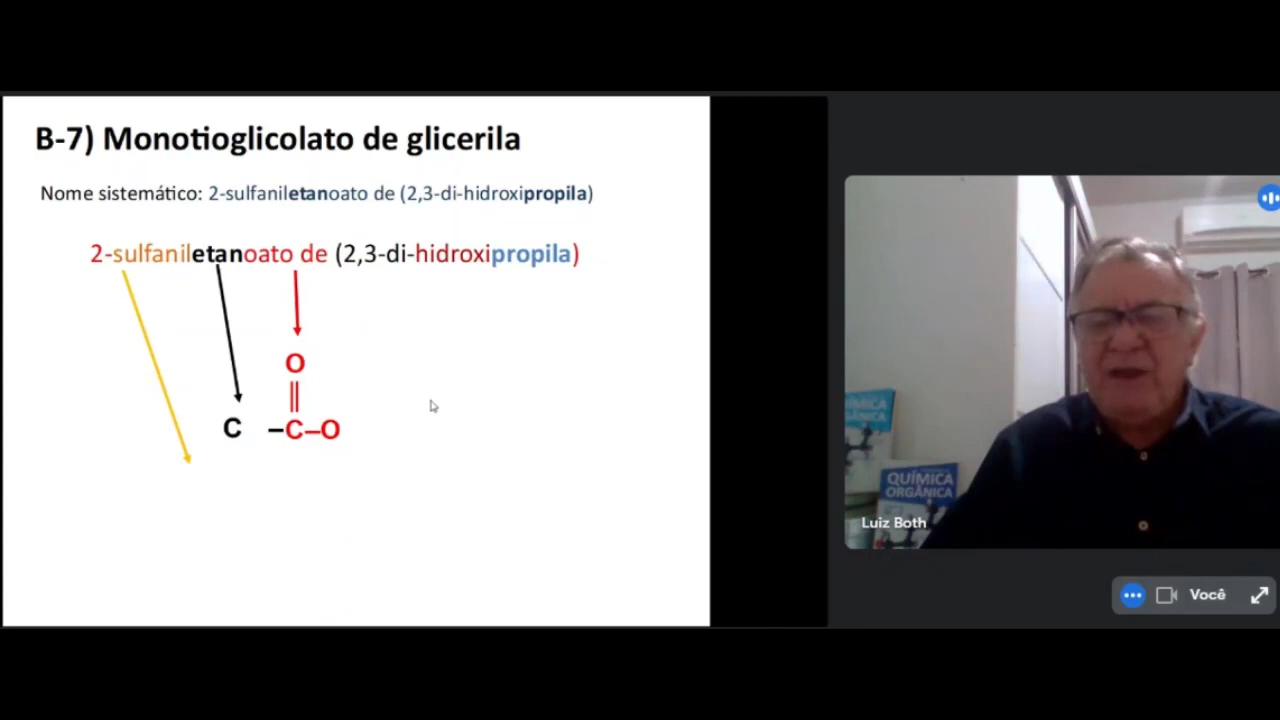 B-7) Monotioglicolato de glicerila
Nome sistemático: 2-sulfaniletanoato de (2,3-di-hidroxipropila)
2-sulfaniletanoato de (2,3-di-hidroxipropila)
O
C –C–O
QUÍMICA
ORGÂNICA
Luiz Both
Você